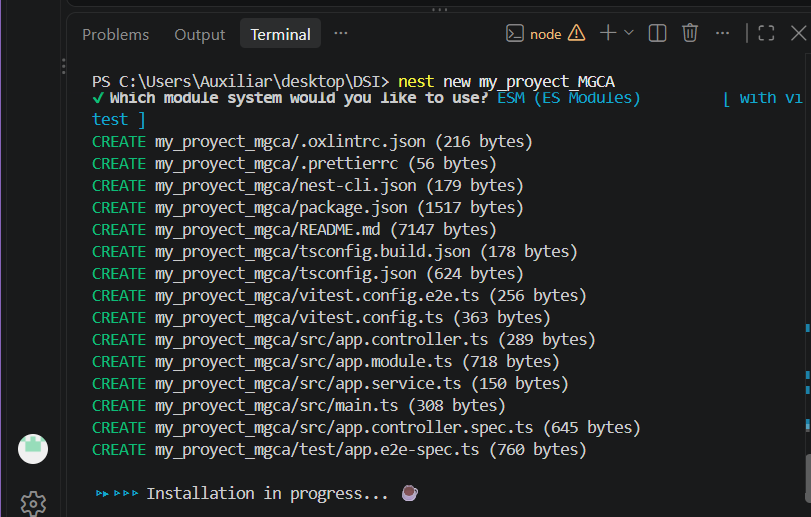 Problems Output Terminal ...
node
PS C:\Users\Auxiliar\desktop\DSI> nest new my_proyect_MGCA
✓ Which module system would you like to use? ESM (ES Modules) [ with vi
test ]
CREATE my_proyect_mgca/.oxlintrc.json (216 bytes)
CREATE my_proyect_mgca/.prettierrc (56 bytes)
CREATE my_proyect_mgca/nest-cli.json (179 bytes)
CREATE my_proyect_mgca/package.json (1517 bytes)
CREATE my_proyect_mgca/README.md (7147 bytes)
CREATE my_proyect_mgca/tsconfig.build.json (178 bytes)
CREATE my_proyect_mgca/tsconfig.json (624 bytes)
CREATE my_proyect_mgca/vitest.config.e2e.ts (256 bytes)
CREATE my_proyect_mgca/vitest.config.ts (363 bytes)
CREATE my_proyect_mgca/src/app.controller.ts (289 bytes)
CREATE my_proyect_mgca/src/app.module.ts (718 bytes)
CREATE my_proyect_mgca/src/app.service.ts (150 bytes)
CREATE my_proyect_mgca/src/main.ts (308 bytes)
CREATE my_proyect_mgca/src/app.controller.spec.ts (645 bytes)
CREATE my_proyect_mgca/test/app.e2e-spec.ts (760 bytes)
▹▸▹▹▹ Installation in progress... ☕